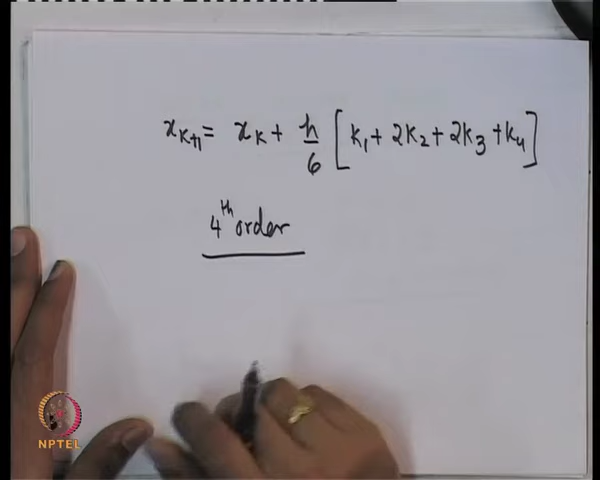 x_{K+1} = x_K + h/6 [K_1 + 2K_2 + 2K_3 + K_4]
4th order
NPTEL